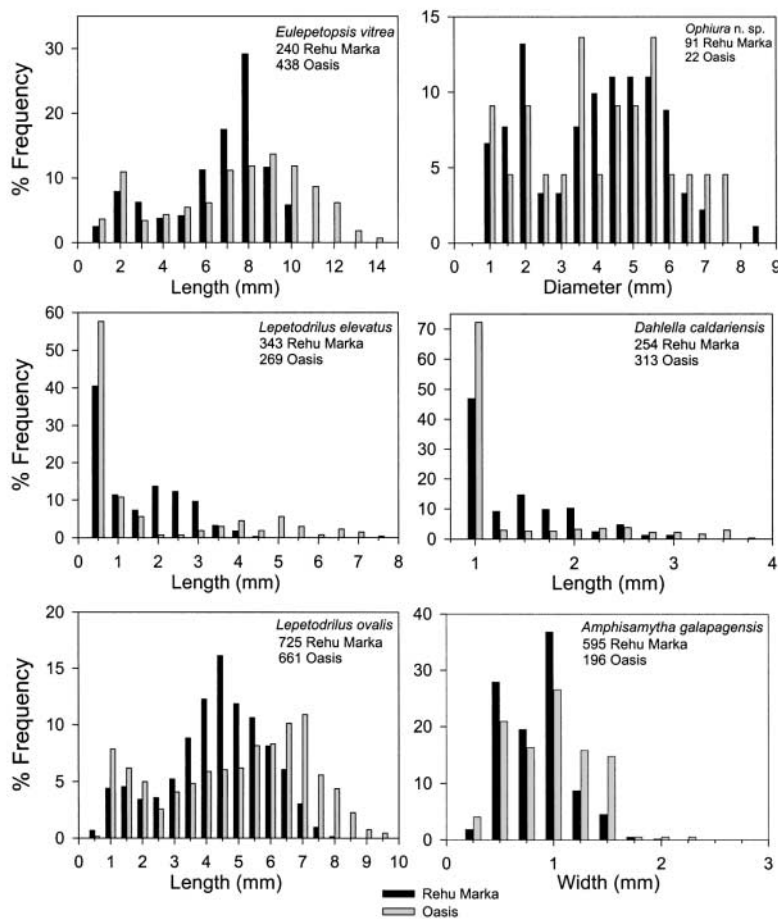 Eulepetopsis vitrea
240 Rehu Marka
438 Oasis
% Frequency
30
20
10
0
2 4 6 8 10 12 14
Length (mm)
Ophiura n. sp.
91 Rehu Marka
22 Oasis
15
10
5
0
0 1 2 3 4 5 6 7 8 9
Diameter (mm)
Lepetodrilus elevatus
343 Rehu Marka
269 Oasis
% Frequency
60
50
40
30
20
10
0
0 1 2 3 4 5 6 7 8
Length (mm)
Dahlella caldariensis
254 Rehu Marka
313 Oasis
70
60
50
40
30
20
10
0
1 2 3 4
Length (mm)
Lepetodrilus ovalis
725 Rehu Marka
661 Oasis
% Frequency
20
15
10
5
0
0 1 2 3 4 5 6 7 8 9 10
Length (mm)
Amphisamytha galapagensis
595 Rehu Marka
196 Oasis
40
30
20
10
0
0 1 2 3
Width (mm)
Rehu Marka
Oasis